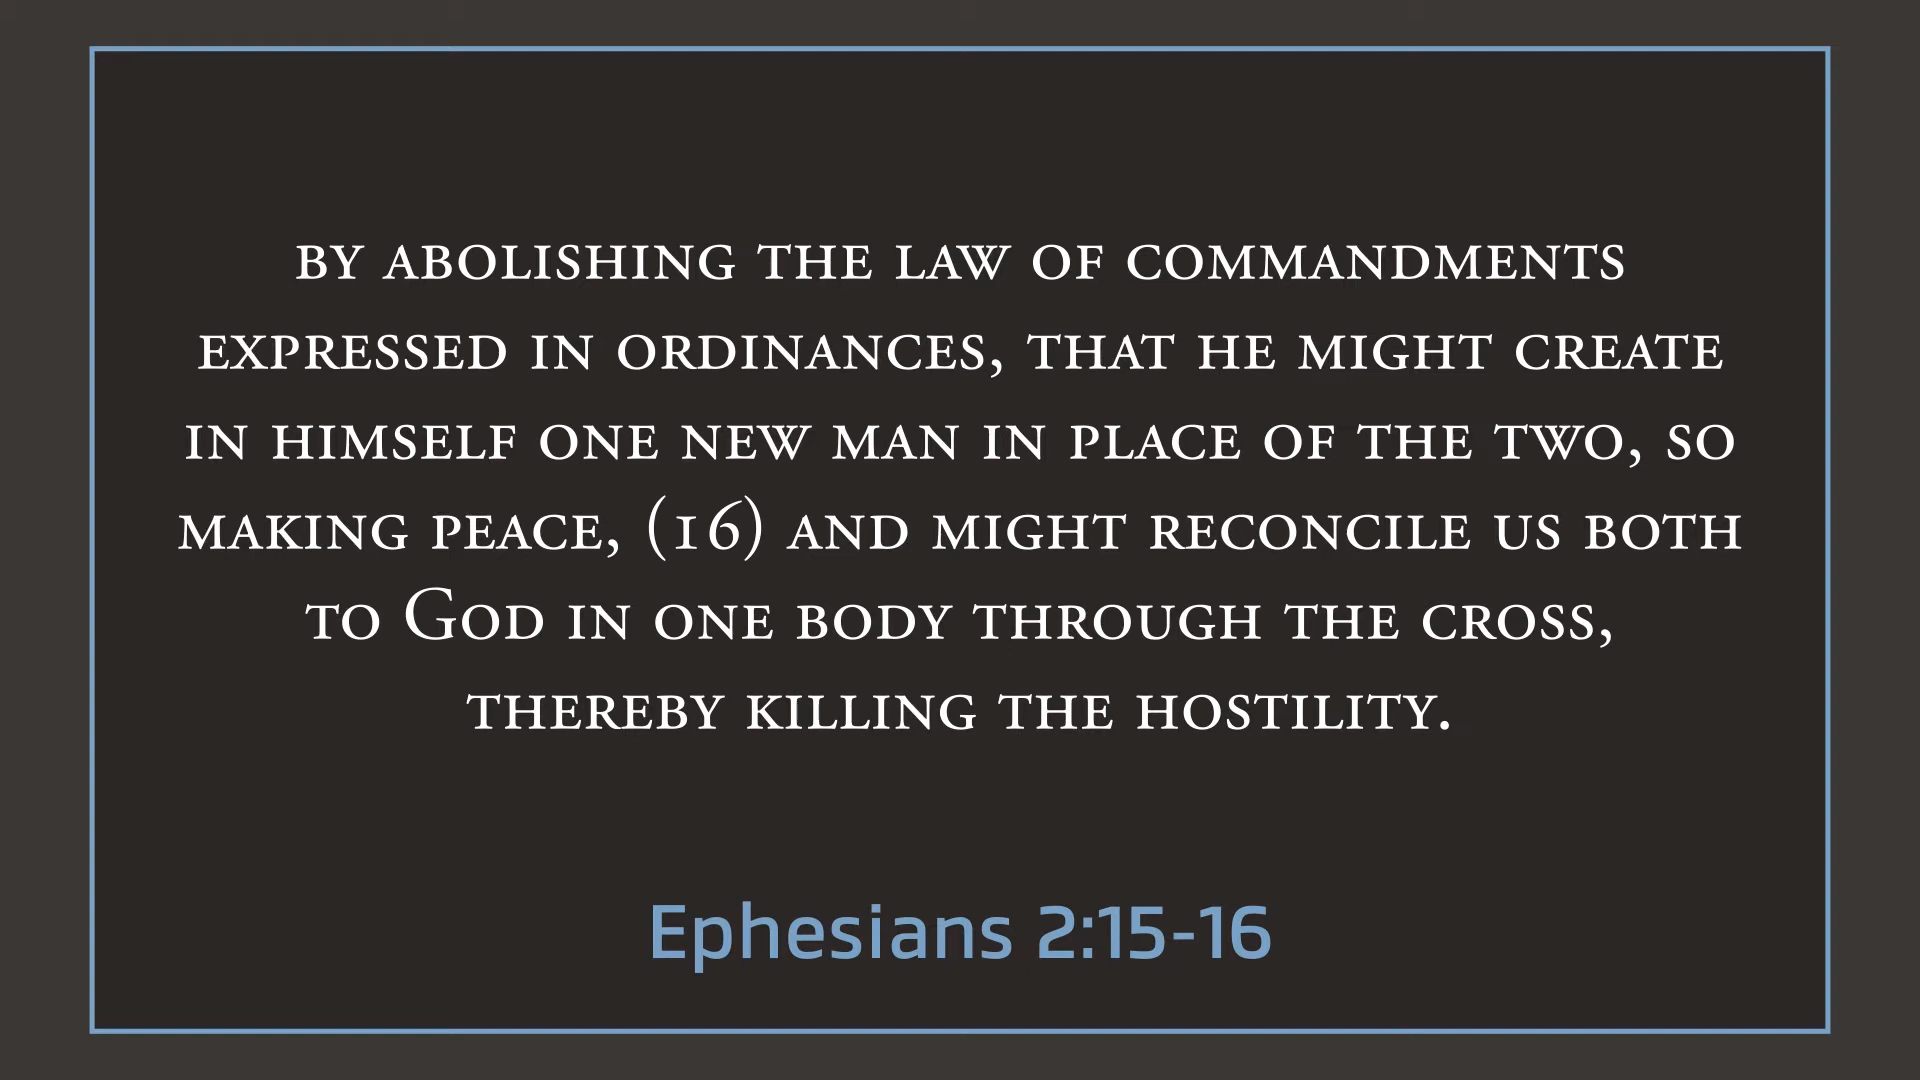 by abolishing the law of commandments
expressed in ordinances, that he might create
in himself one new man in place of the two, so
making peace, (16) and might reconcile us both
to God in one body through the cross,
thereby killing the hostility.
Ephesians 2:15-16